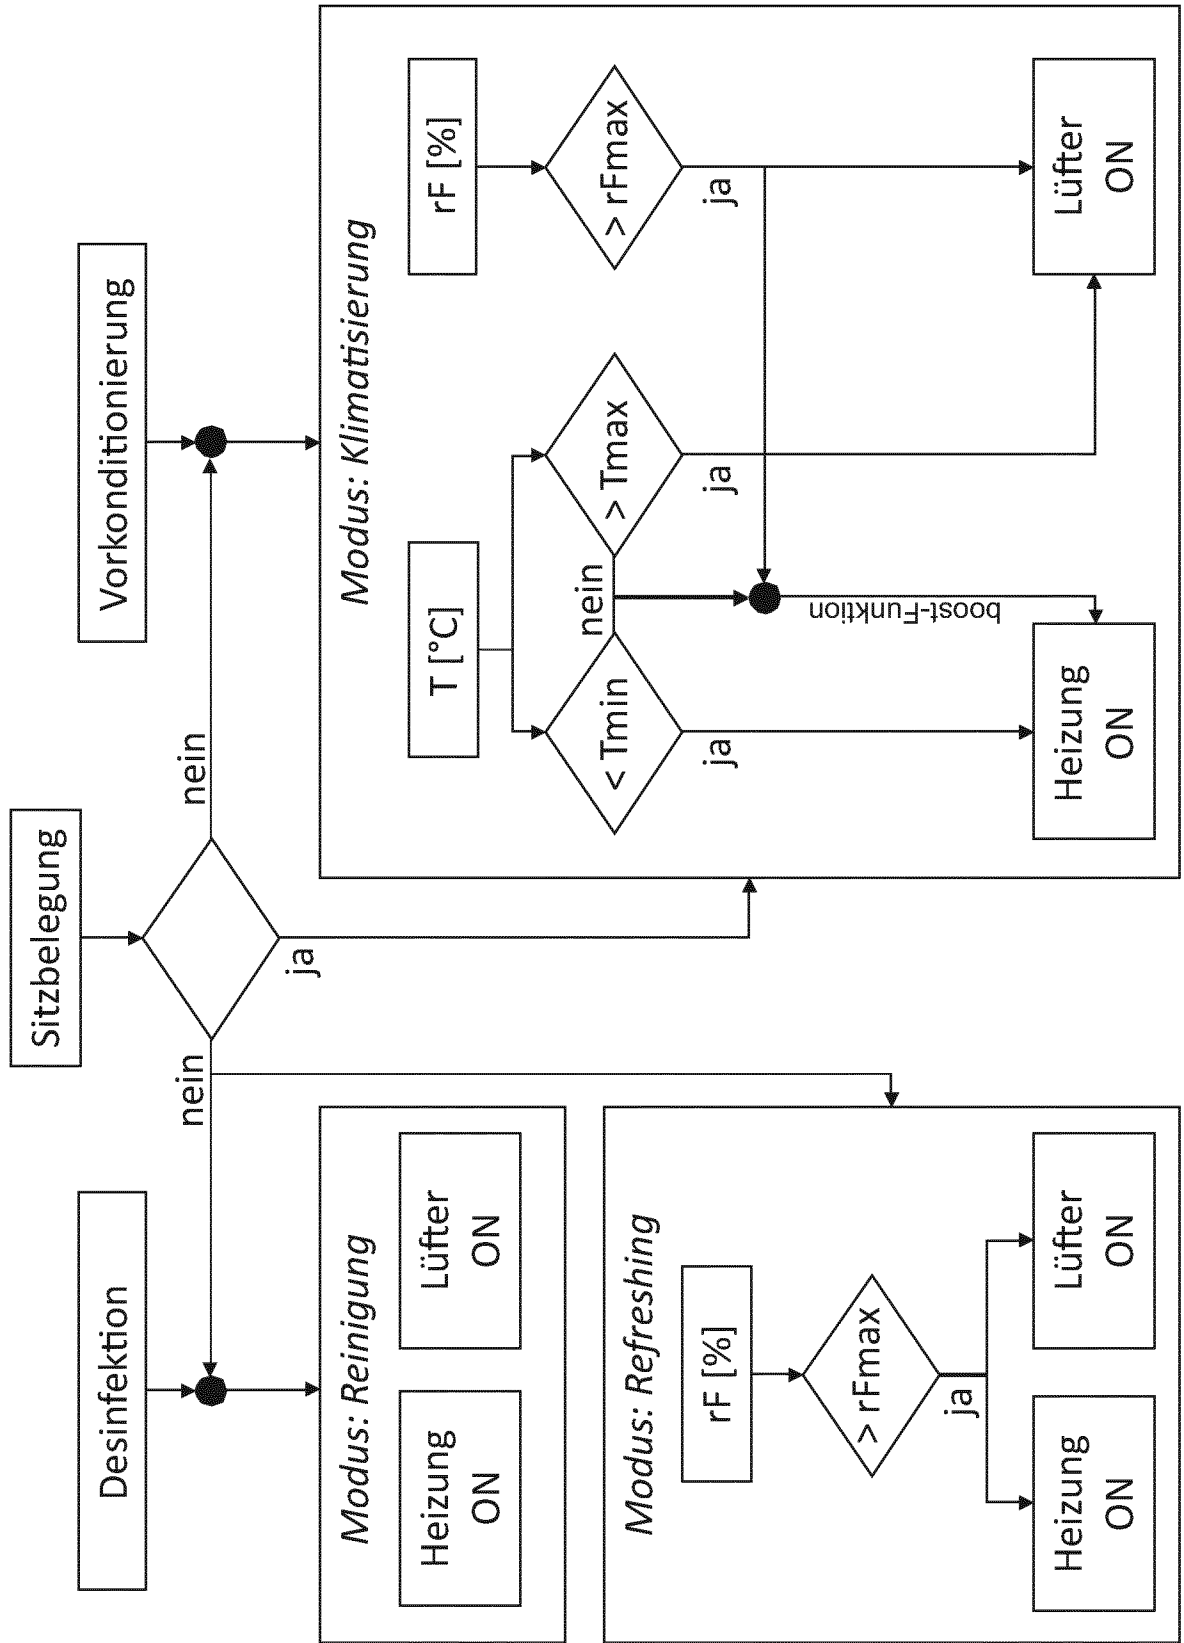 Sitzbelegung
Desinfektion
Vorkonditionierung
nein
nein
ja
Modus: Reinigung
Heizung
ON
Lüfter
ON
Modus: Refreshing
rF [%]
> rFmax
ja
Heizung
ON
Lüfter
ON
Modus: Klimatisierung
T [°C]
rF [%]
< Tmin
nein
> Tmax
> rFmax
ja
ja
ja
boost-Funktion
Heizung
ON
Lüfter
ON